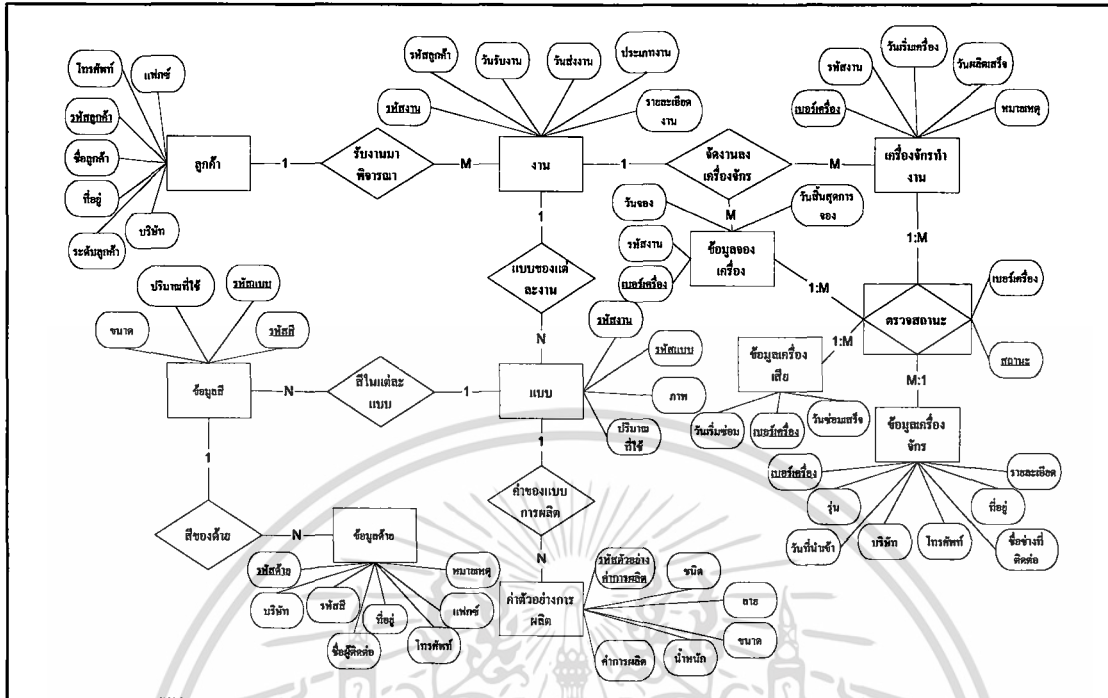 โทรศัพท์
แฟกซ์
รหัสลูกค้า
ชื่อลูกค้า
ที่อยู่
ระดับลูกค้า
บริษัท
ลูกค้า
1
รับงานมา
พิจารณา
M
รหัสลูกค้า
วันรับงาน
วันส่งงาน
ประเภทงาน
รหัสงาน
รายละเอียด
งาน
งาน
1
จัดงานลง
เครื่องจักร
M
วันเริ่มเครื่อง
รหัสงาน
วันผลิตเสร็จ
เบอร์เครื่อง
หมายเหตุ
เครื่องจักรทำ
งาน
M
วันจอง
วันสิ้นสุดการ
จอง
รหัสงาน
เบอร์เครื่อง
ข้อมูลจอง
เครื่อง
1:M
1:M
1
แบบของแต่
ละงาน
N
ตรวจสถานะ
เบอร์เครื่อง
สถานะ
1:M
M:1
ข้อมูลเครื่อง
เสีย
วันเริ่มซ่อม
เบอร์เครื่อง
วันซ่อมเสร็จ
ข้อมูลเครื่อง
จักร
เบอร์เครื่อง
รุ่น
วันที่นำเข้า
บริษัท
โทรศัพท์
ชื่อช่างที่
ติดต่อ
ที่อยู่
รายละเอียด
ปริมาณที่ใช้
รหัสแบบ
ขนาด
รหัสสี
ข้อมูลสี
N
สีในแต่ละ
แบบ
1
แบบ
รหัสงาน
รหัสแบบ
ภาพ
ปริมาณ
ที่ใช้
1
สีของด้าย
N
ข้อมูลด้าย
รหัสด้าย
บริษัท
รหัสสี
ชื่อผู้ติดต่อ
ที่อยู่
โทรศัพท์
แฟกซ์
หมายเหตุ
1
ค่าของแบบ
การผลิต
N
ค่าตัวอย่างการ
ผลิต
รหัสตัวอย่าง
ค่าการผลิต
ชนิด
ลาย
ขนาด
น้ำหนัก
ค่าการผลิต